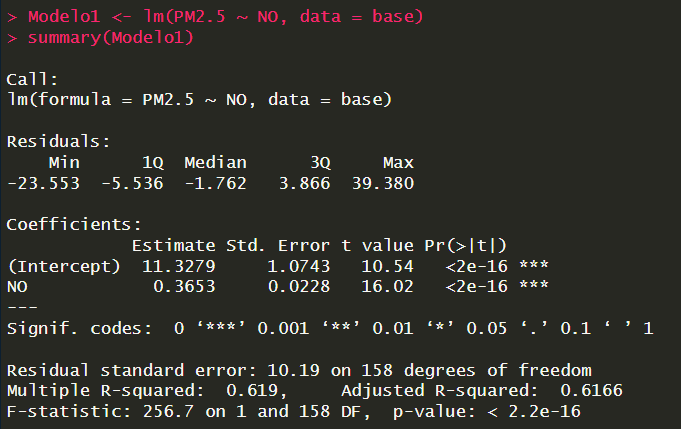 > Modelo1 <- lm(PM2.5 ~ NO, data = base)
> summary(Modelo1)
Call:
lm(formula = PM2.5 ~ NO, data = base)
Residuals:
    Min      1Q  Median      3Q     Max
-23.553  -5.536  -1.762   3.866  39.380
Coefficients:
            Estimate Std. Error t value Pr(>|t|)
(Intercept)  11.3279     1.0743   10.54   <2e-16 ***
NO            0.3653     0.0228   16.02   <2e-16 ***
---
Signif. codes:  0 ‘***’ 0.001 ‘**’ 0.01 ‘*’ 0.05 ‘.’ 0.1 ‘ ’ 1
Residual standard error: 10.19 on 158 degrees of freedom
Multiple R-squared:  0.619,     Adjusted R-squared:  0.6166
F-statistic: 256.7 on 1 and 158 DF,  p-value: < 2.2e-16